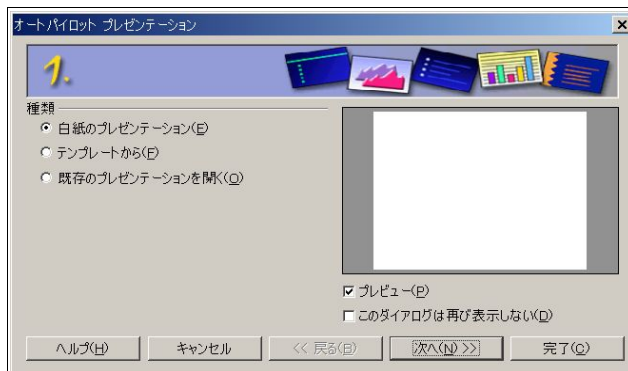 オートパイロット プレゼンテーション
1.
種類
白紙のプレゼンテーション(E)
テンプレートから(F)
既存のプレゼンテーションを開く(O)
プレビュー(P)
このダイアログは再び表示しない(D)
ヘルプ(H) キャンセル << 戻る(B) 次へ(N) >> 完了(C)